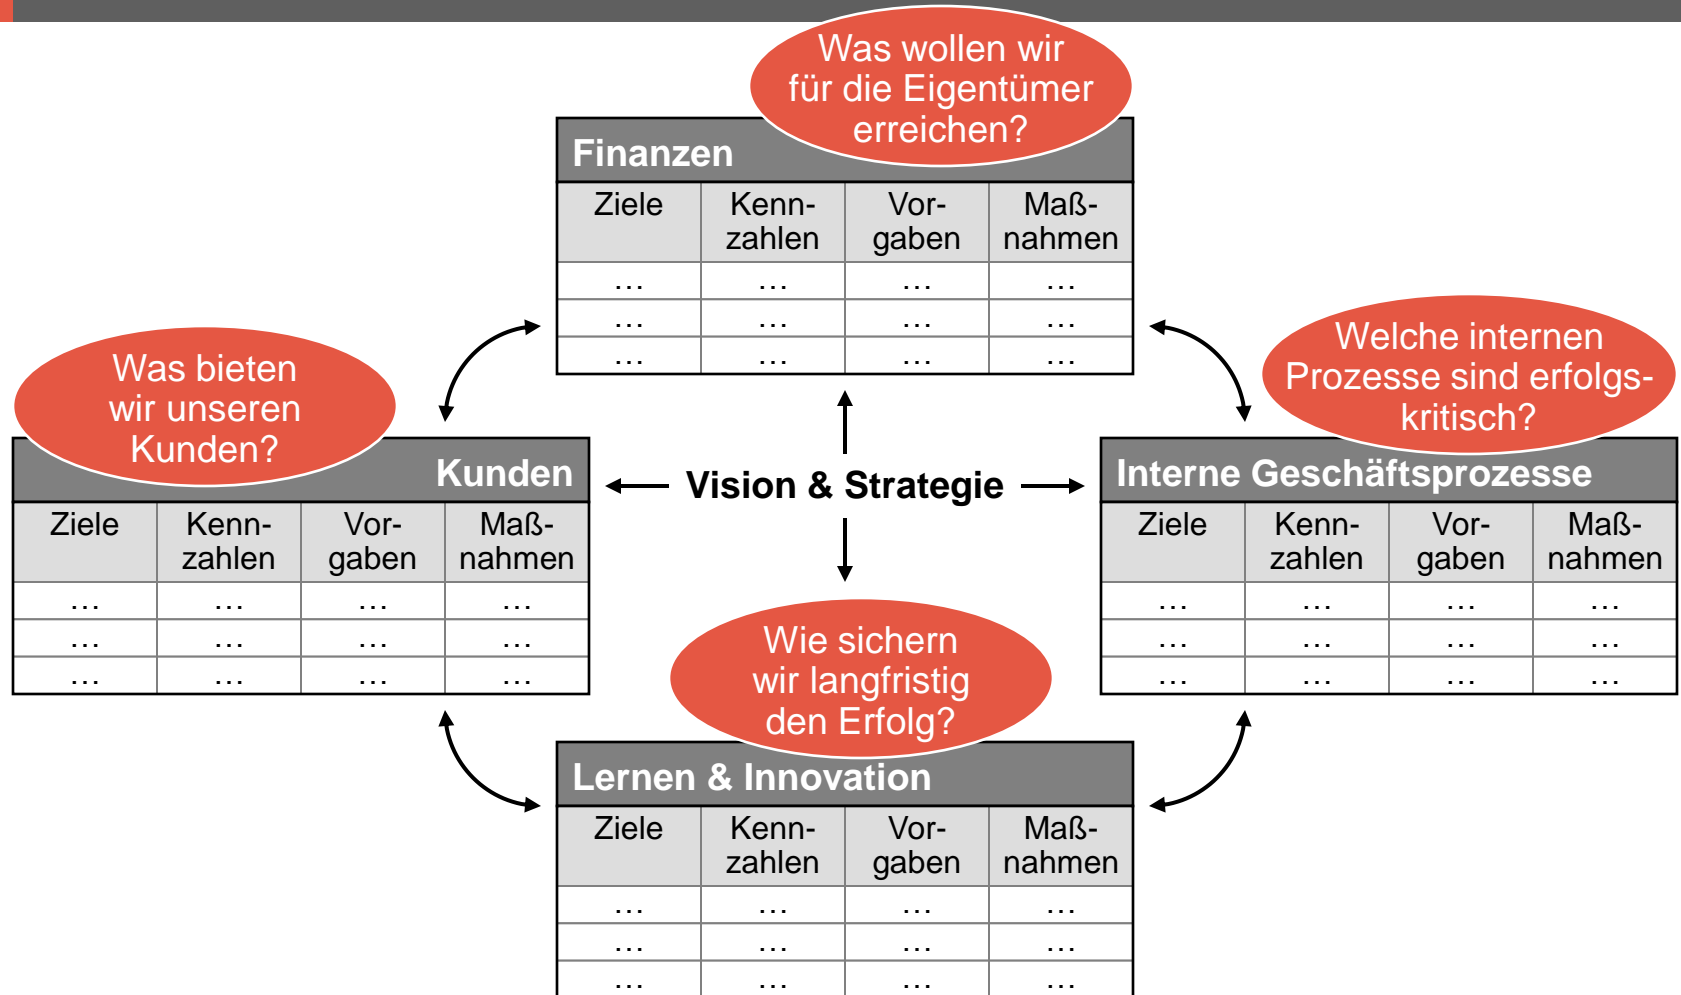 Was wollen wir
für die Eigentümer
erreichen?
Finanzen
Ziele Kenn- Vor- Maß-
zahlen gaben nahmen
… … … …
… … … …
… … … …
Was bieten
wir unseren
Kunden?
Kunden
Ziele Kenn- Vor- Maß-
zahlen gaben nahmen
… … … …
… … … …
… … … …
Vision & Strategie
Welche internen
Prozesse sind erfolgs-
kritisch?
Interne Geschäftsprozesse
Ziele Kenn- Vor- Maß-
zahlen gaben nahmen
… … … …
… … … …
… … … …
Wie sichern
wir langfristig
den Erfolg?
Lernen & Innovation
Ziele Kenn- Vor- Maß-
zahlen gaben nahmen
… … … …
… … … …
… … … …